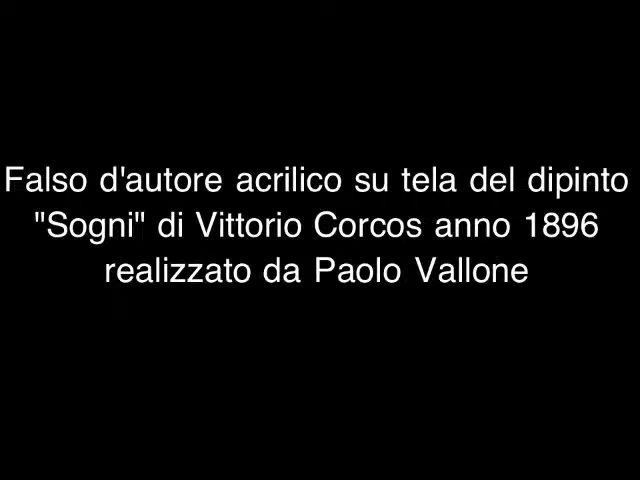 Falso d'autore acrilico su tela del dipinto
"Sogni" di Vittorio Corcos anno 1896
realizzato da Paolo Vallone